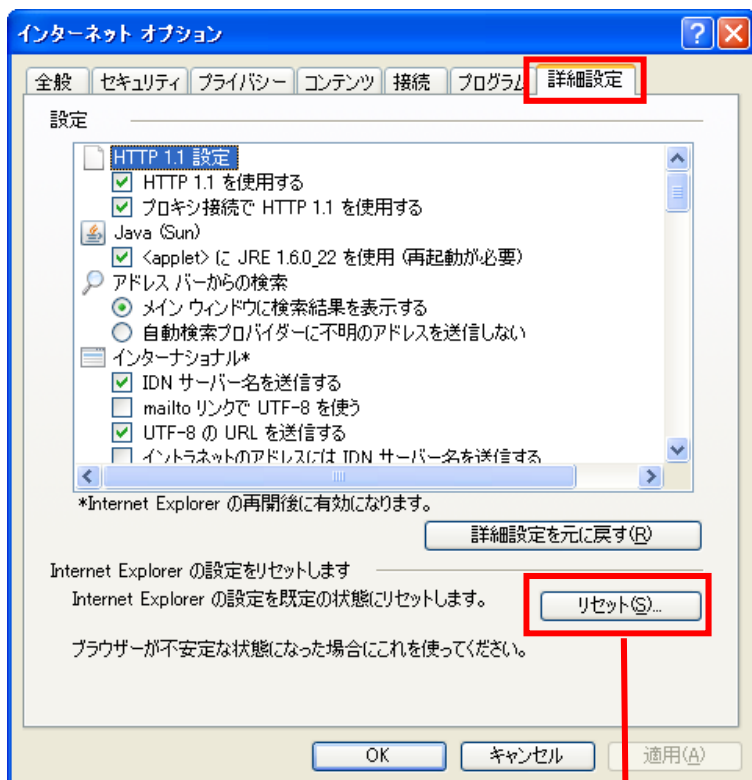 インターネット オプション
全般 セキュリティ プライバシー コンテンツ 接続 プログラム 詳細設定
設定
HTTP 1.1 設定
HTTP 1.1 を使用する
プロキシ接続で HTTP 1.1 を使用する
Java (Sun)
<applet> に JRE 1.6.0_22 を使用 (再起動が必要)
アドレス バーからの検索
メイン ウィンドウに検索結果を表示する
自動検索プロバイダーに不明のアドレスを送信しない
インターナショナル*
IDN サーバー名を送信する
mailto リンクで UTF-8 を使う
UTF-8 の URL を送信する
イントラネットのアドレスには IDN サーバー名を送信する
*Internet Explorer の再開後に有効になります。
詳細設定を元に戻す(R)
Internet Explorer の設定をリセットします
Internet Explorer の設定を既定の状態にリセットします。
リセット(S)...
ブラウザーが不安定な状態になった場合にこれを使ってください。
OK キャンセル 適用(A)